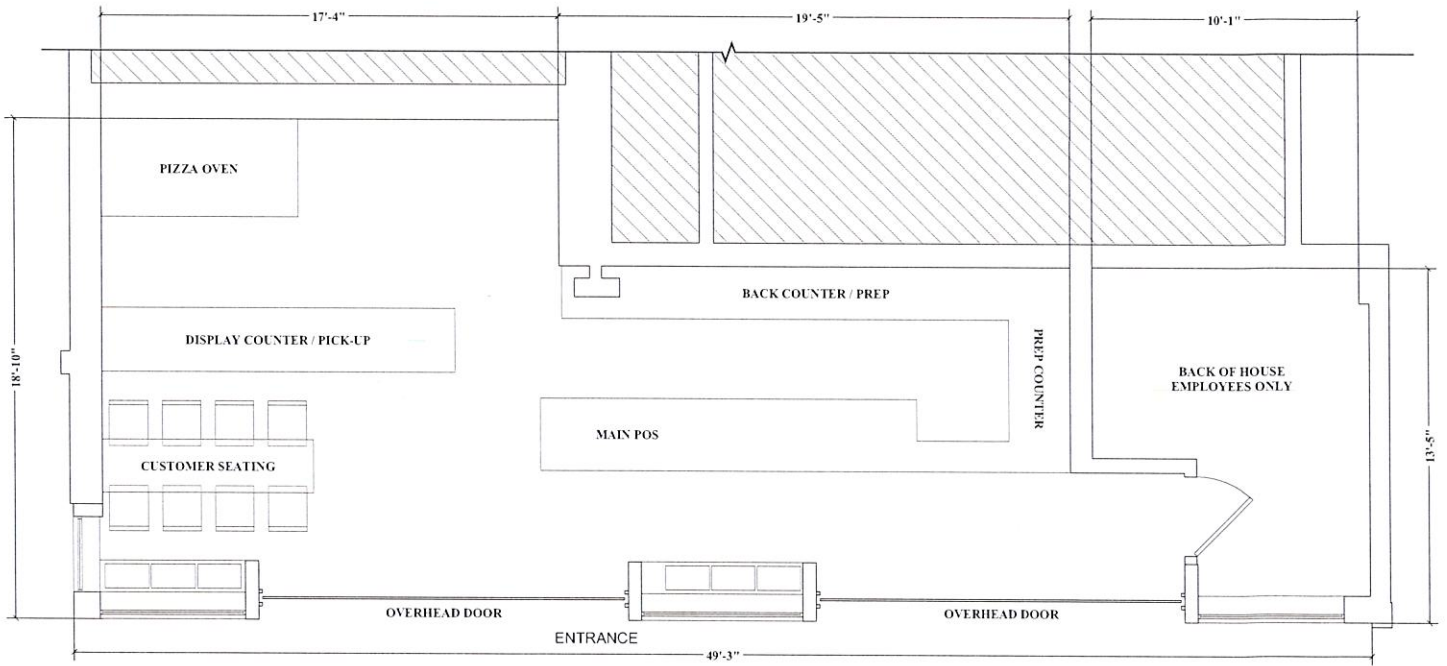 17'-4"
19'-5"
10'-1"
PIZZA OVEN
BACK COUNTER / PREP
DISPLAY COUNTER / PICK-UP
PREP COUNTER
18'-10"
BACK OF HOUSE
EMPLOYEES ONLY
MAIN POS
13'-5"
CUSTOMER SEATING
OVERHEAD DOOR
OVERHEAD DOOR
ENTRANCE
49'-3"